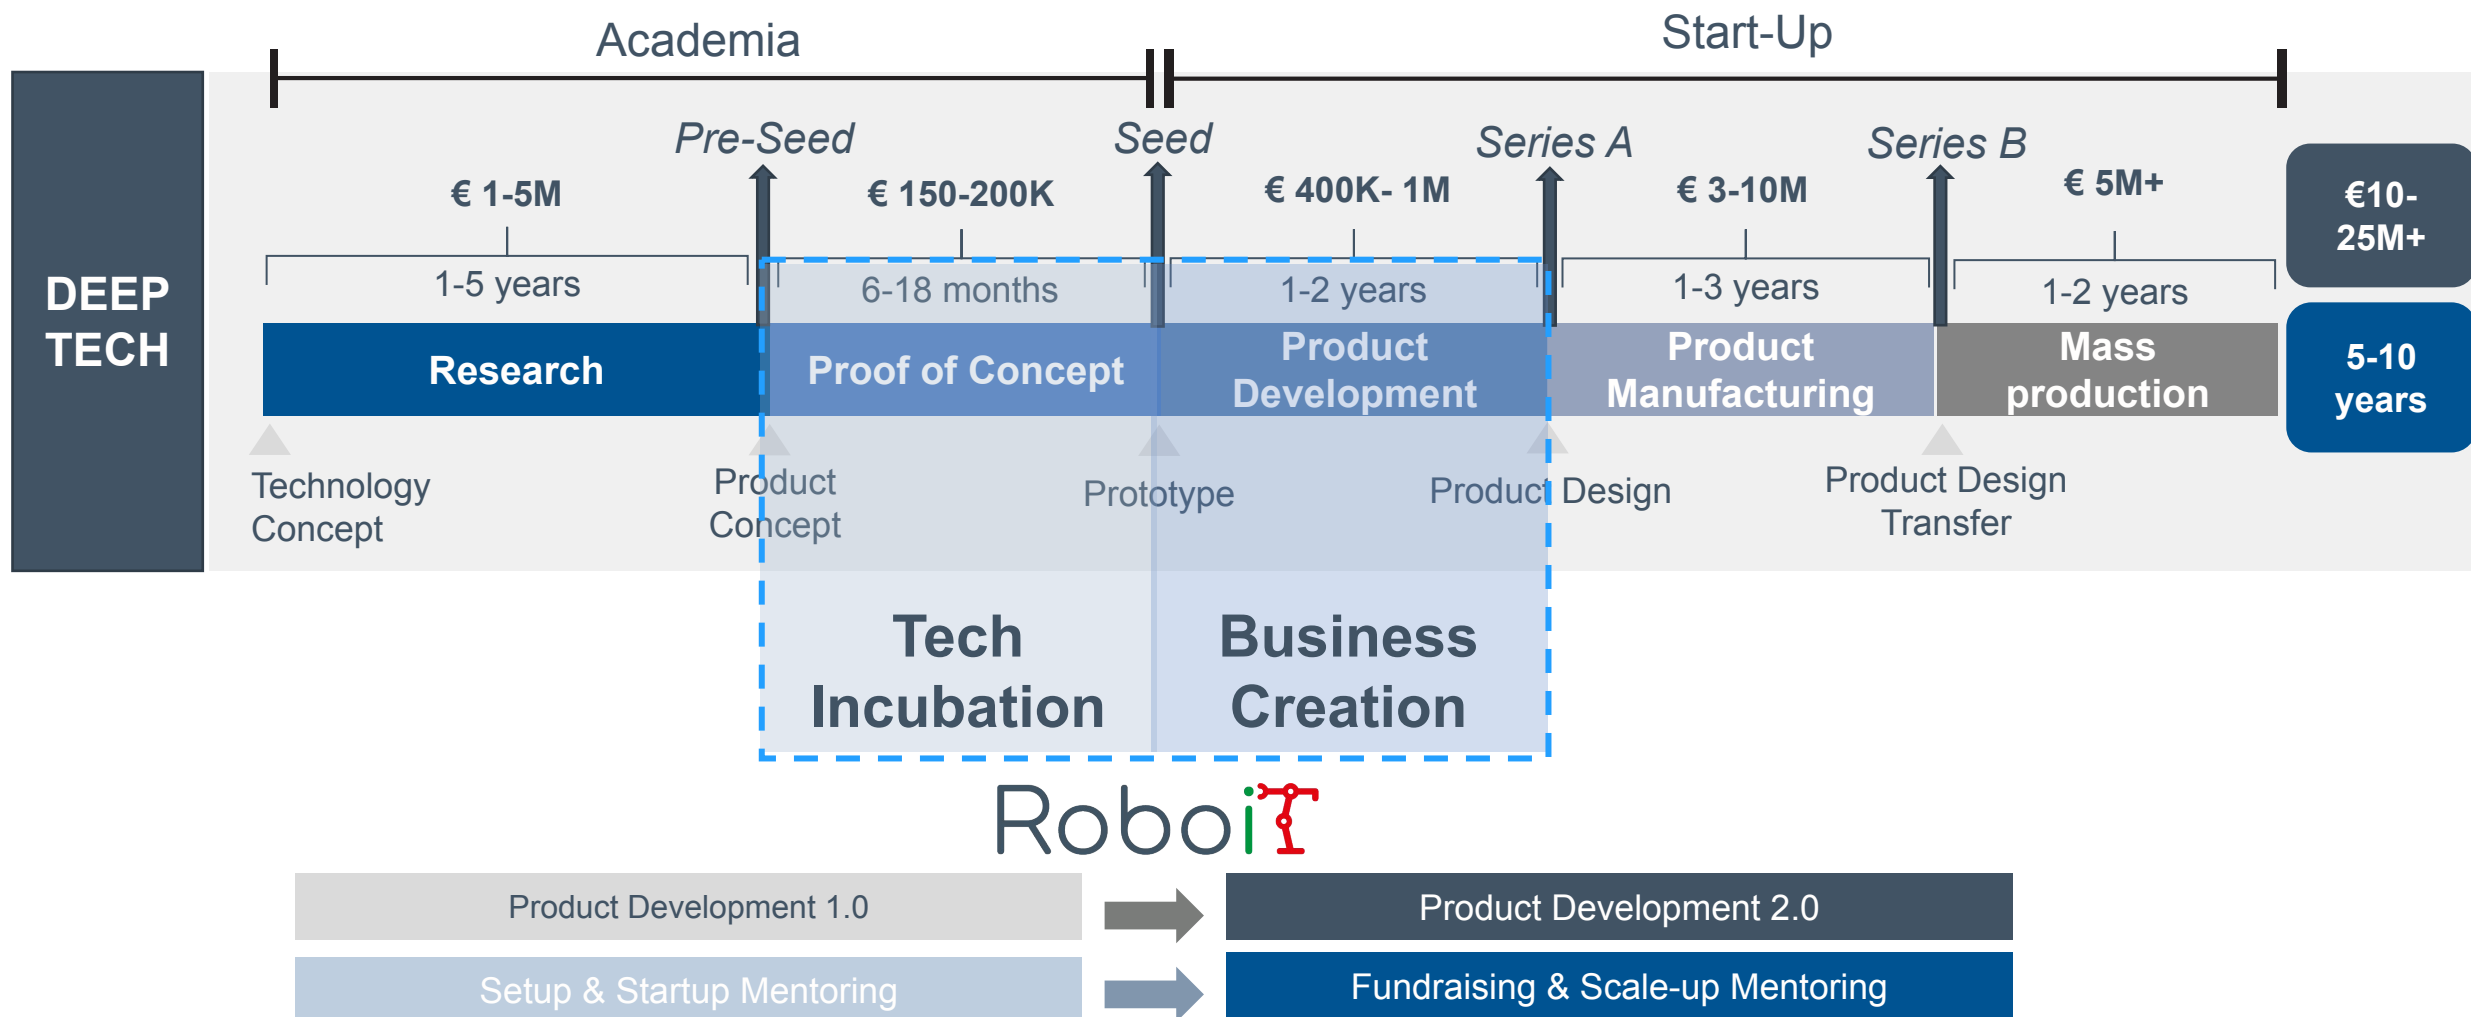 Academia
Start-Up
DEEP
TECH
Pre-Seed
Seed
Series A
Series B
€ 1-5M
€ 150-200K
€ 400K- 1M
€ 3-10M
€ 5M+
€10-
25M+
1-5 years
6-18 months
1-2 years
1-3 years
1-2 years
Research
Proof of Concept
Product
Development
Product
Manufacturing
Mass
production
5-10
years
Technology
Concept
Product
Concept
Prototype
Product Design
Product Design
Transfer
Tech
Incubation
Business
Creation
RoboiT
Product Development 1.0
Product Development 2.0
Setup & Startup Mentoring
Fundraising & Scale-up Mentoring